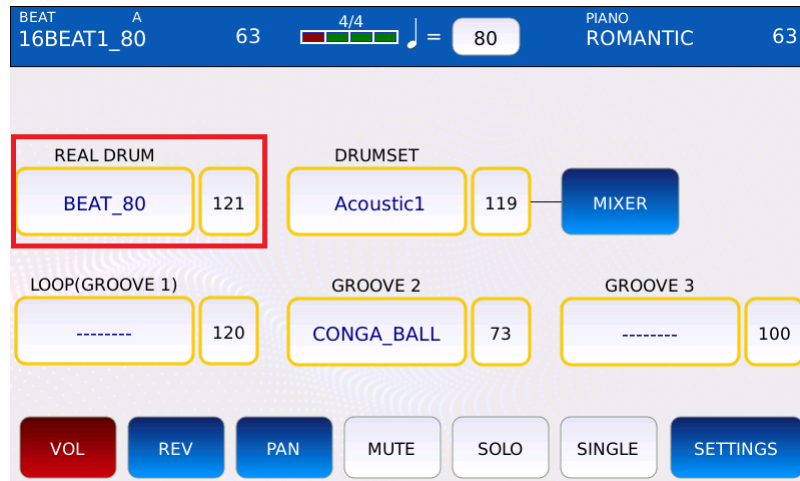 BEAT A 4/4 PIANO
16BEAT1_80 63 = 80 ROMANTIC 63
REAL DRUM DRUMSET
BEAT_80 121 Acoustic1 119 MIXER
LOOP(GROOVE 1) GROOVE 2 GROOVE 3
-------- 120 CONGA_BALL 73 -------- 100
VOL REV PAN MUTE SOLO SINGLE SETTINGS